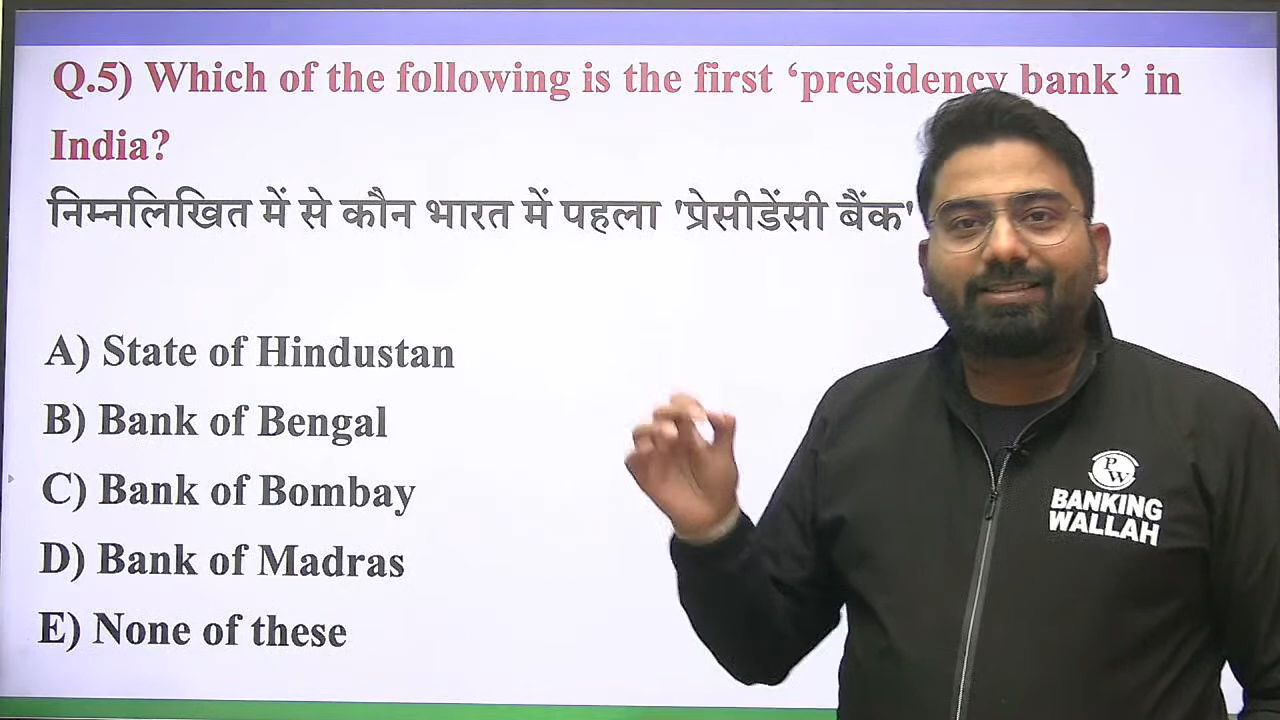 Q.5) Which of the following is the first ‘presidency bank’ in
India?
निम्नलिखित में से कौन भारत में पहला 'प्रेसीडेंसी बैंक'
A) State of Hindustan
B) Bank of Bengal
C) Bank of Bombay
D) Bank of Madras
E) None of these
PW
BANKING
WALLAH